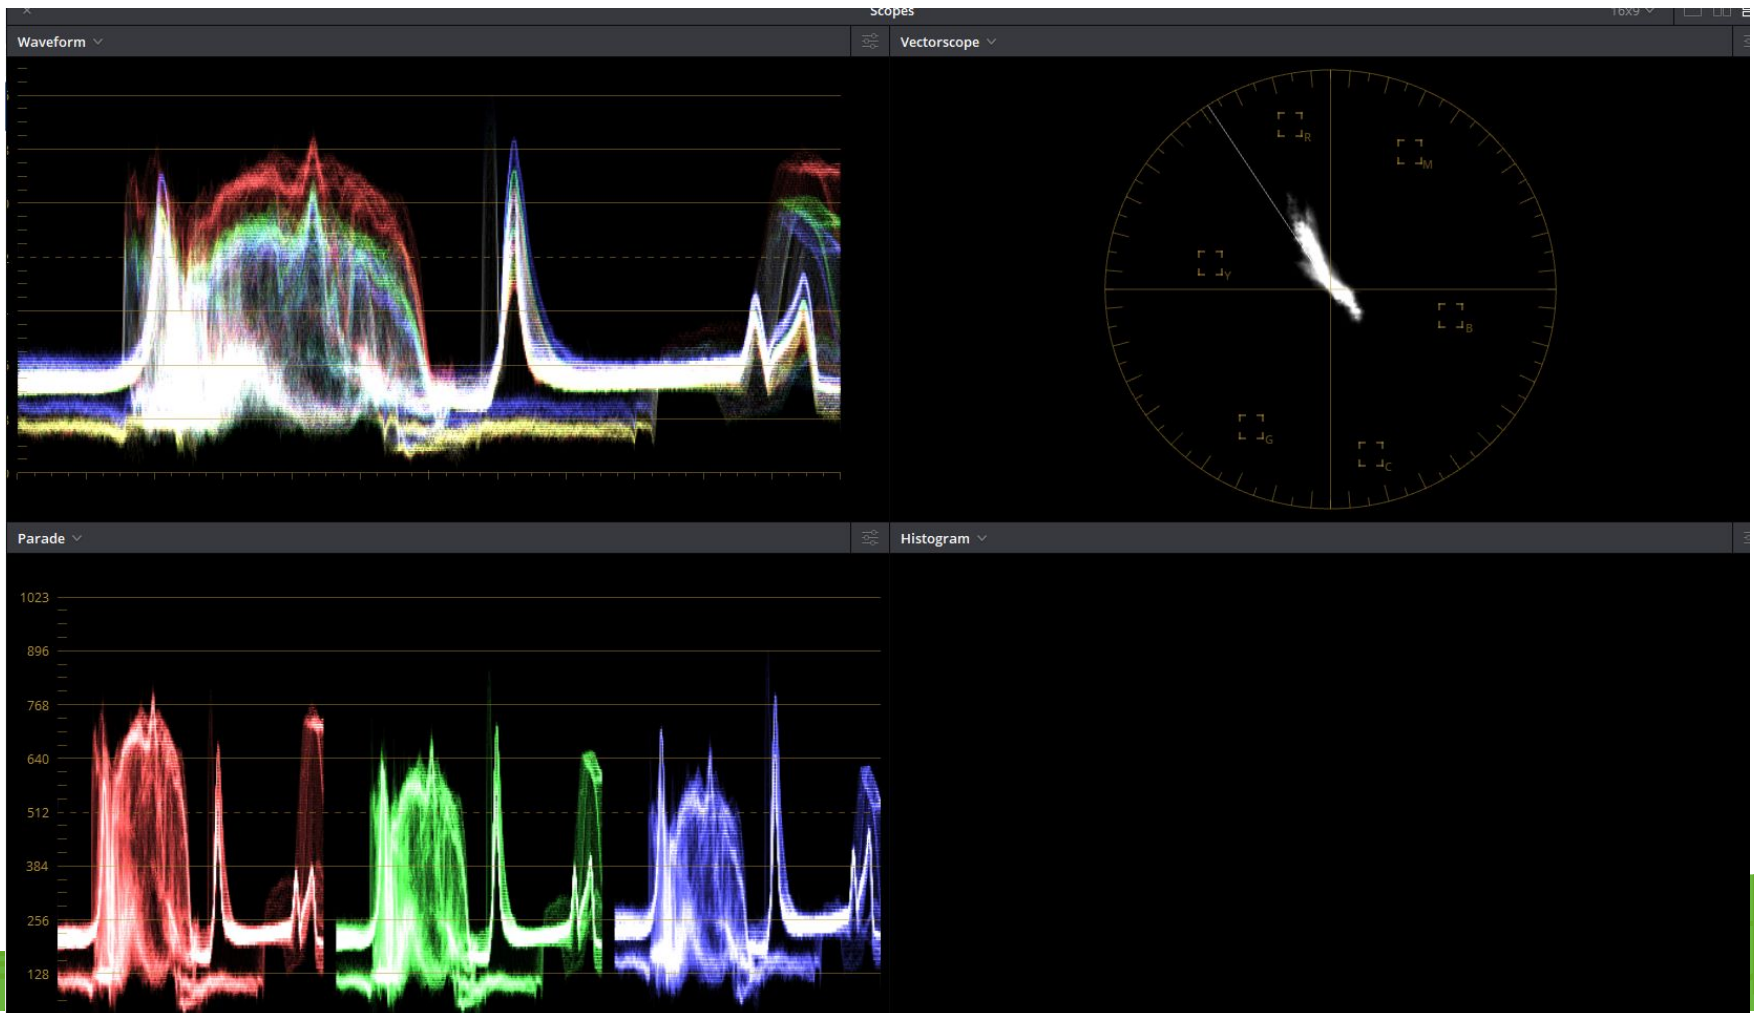 Scopes
16x9
Waveform
Vectorscope
R
M
Y
B
G
C
Parade
Histogram
1023
896
768
640
512
384
256
128